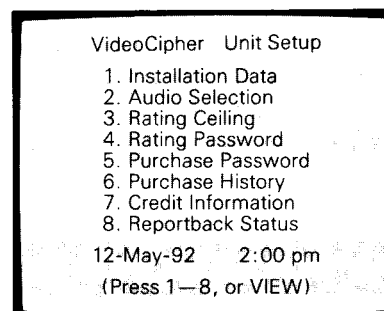 VideoCipher Unit Setup
1. Installation Data
2. Audio Selection
3. Rating Ceiling
4. Rating Password
5. Purchase Password
6. Purchase History
7. Credit Information
8. Reportback Status
12-May-92 2:00 pm
(Press 1—8, or VIEW)